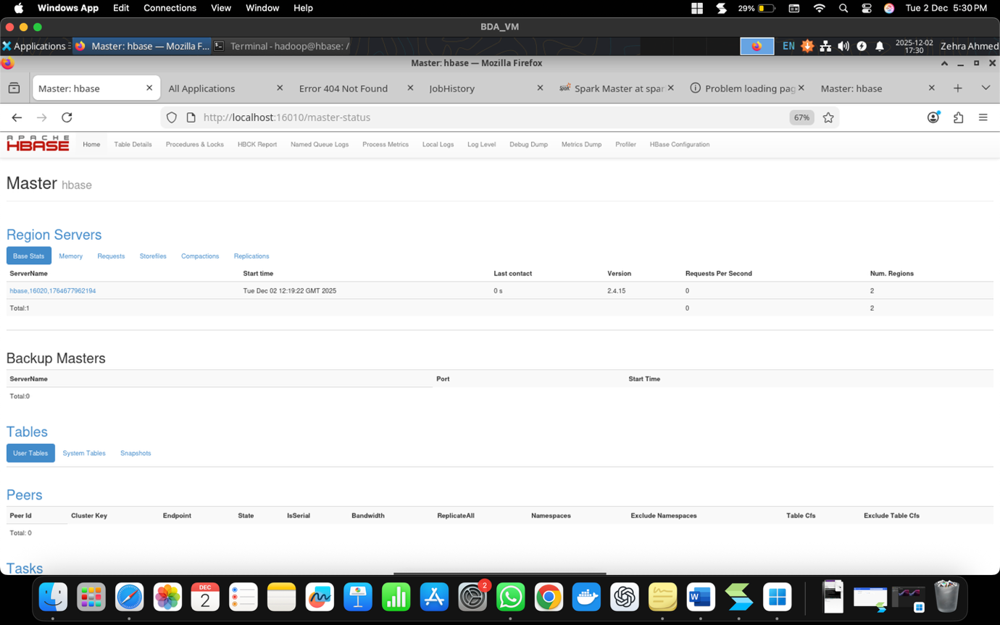 Windows App Edit Connections View Window Help 29% Tue 2 Dec 5:30 PM
BDA_VM
Applications Master: hbase — Mozilla F... Terminal - hadoop@hbase: / EN 2025-12-02 17:30 Zehra Ahmed
Master: hbase — Mozilla Firefox
Master: hbase All Applications Error 404 Not Found JobHistory Spark Master at spar Problem loading pag Master: hbase
http://localhost:16010/master-status 67%
APACHE
HBASE Home Table Details Procedures & Locks HBCK Report Named Queue Logs Process Metrics Local Logs Log Level Debug Dump Metrics Dump Profiler HBase Configuration
Master hbase
Region Servers
Base Stats Memory Requests Storefiles Compactions Replications
ServerName Start time Last contact Version Requests Per Second Num. Regions
hbase,16020,1764677962194 Tue Dec 02 12:19:22 GMT 2025 0 s 2.4.15 0 2
Total:1 0 2
Backup Masters
ServerName Port Start Time
Total:0
Tables
User Tables System Tables Snapshots
Peers
Peer Id Cluster Key Endpoint State IsSerial Bandwidth ReplicateAll Namespaces Exclude Namespaces Table Cfs Exclude Table Cfs
Total: 0
Tasks
DEC
2
2